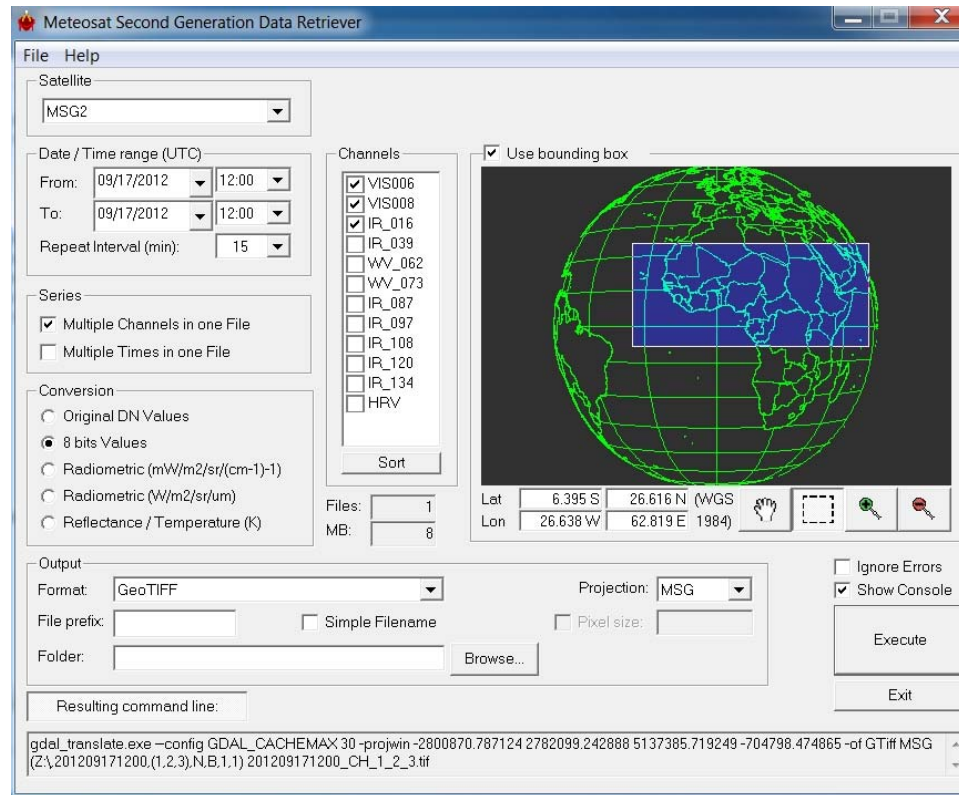 Meteosat Second Generation Data Retriever
File Help
Satellite
MSG2
Date / Time range (UTC)
From: 09/17/2012 12:00
To: 09/17/2012 12:00
Repeat Interval (min): 15
Series
Multiple Channels in one File
Multiple Times in one File
Conversion
Original DN Values
8 bits Values
Radiometric (mW/m2/sr/(cm-1)-1)
Radiometric (W/m2/sr/um)
Reflectance / Temperature (K)
Channels
VIS006
VIS008
IR_016
IR_039
WV_062
WV_073
IR_087
IR_097
IR_108
IR_120
IR_134
HRV
Sort
Files: 1
MB: 8
Use bounding box
Lat 6.395 S 26.616 N (WGS
Lon 26.638 W 62.819 E 1984)
Output
Format: GeoTIFF
Projection: MSG
File prefix:
Simple Filename
Pixel size:
Folder:
Browse...
Ignore Errors
Show Console
Execute
Exit
Resulting command line:
gdal_translate.exe --config GDAL_CACHEMAX 30 -projwin -2800870.787124 2782099.242888 5137385.719249 -704798.474865 -of GTiff MSG
(Z:\,201209171200,(1,2,3),N,B,1,1) 201209171200_CH_1_2_3.tif